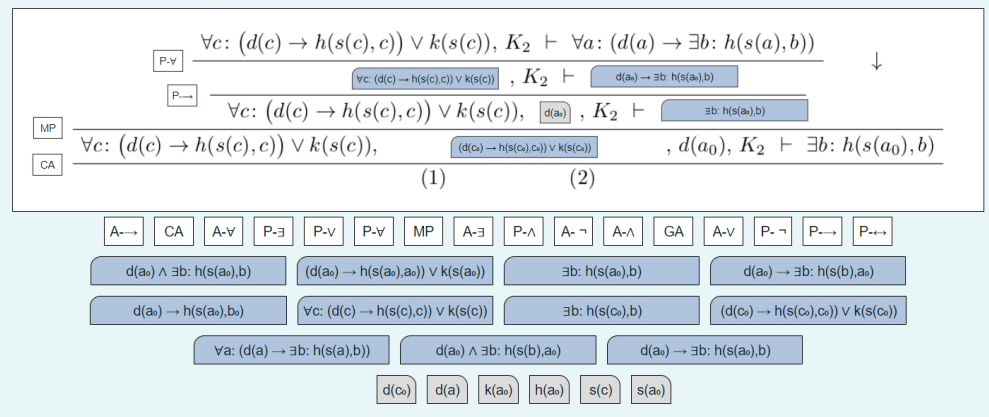 ∀c: (d(c) → h(s(c), c)) ∨ k(s(c)), K₂ ⊢ ∀a: (d(a) → ∃b: h(s(a), b))
P-∀ ↓
∀c: (d(c) → h(s(c),c)) ∨ k(s(c)) , K₂ ⊢ d(a₀) → ∃b: h(s(a₀),b)
P-→
∀c: (d(c) → h(s(c), c)) ∨ k(s(c)), d(a₀) , K₂ ⊢ ∃b: h(s(a₀),b)
MP
∀c: (d(c) → h(s(c), c)) ∨ k(s(c)), (d(c₀) → h(s(c₀),c₀)) ∨ k(s(c₀)) , d(a₀), K₂ ⊢ ∃b: h(s(a₀), b)
CA
(1) (2)
A-→ CA A-∀ P-∃ P-∨ P-∀ MP A-∃ P-∧ A-¬ A-∧ GA A-∨ P-¬ P-→ P-↔
d(a₀) ∧ ∃b: h(s(a₀),b) (d(a₀) → h(s(a₀),a₀)) ∨ k(s(a₀)) ∃b: h(s(a₀),b) d(a₀) → ∃b: h(s(b),a₀)
d(a₀) → h(s(a₀),b₀) ∀c: (d(c) → h(s(c),c)) ∨ k(s(c)) ∃b: h(s(c₀),b) (d(c₀) → h(s(c₀),c₀)) ∨ k(s(c₀))
∀a: (d(a) → ∃b: h(s(a),b)) d(a₀) ∧ ∃b: h(s(b),a₀) d(a₀) → ∃b: h(s(a₀),b)
d(c₀) d(a) k(a₀) h(a₀) s(c) s(a₀)